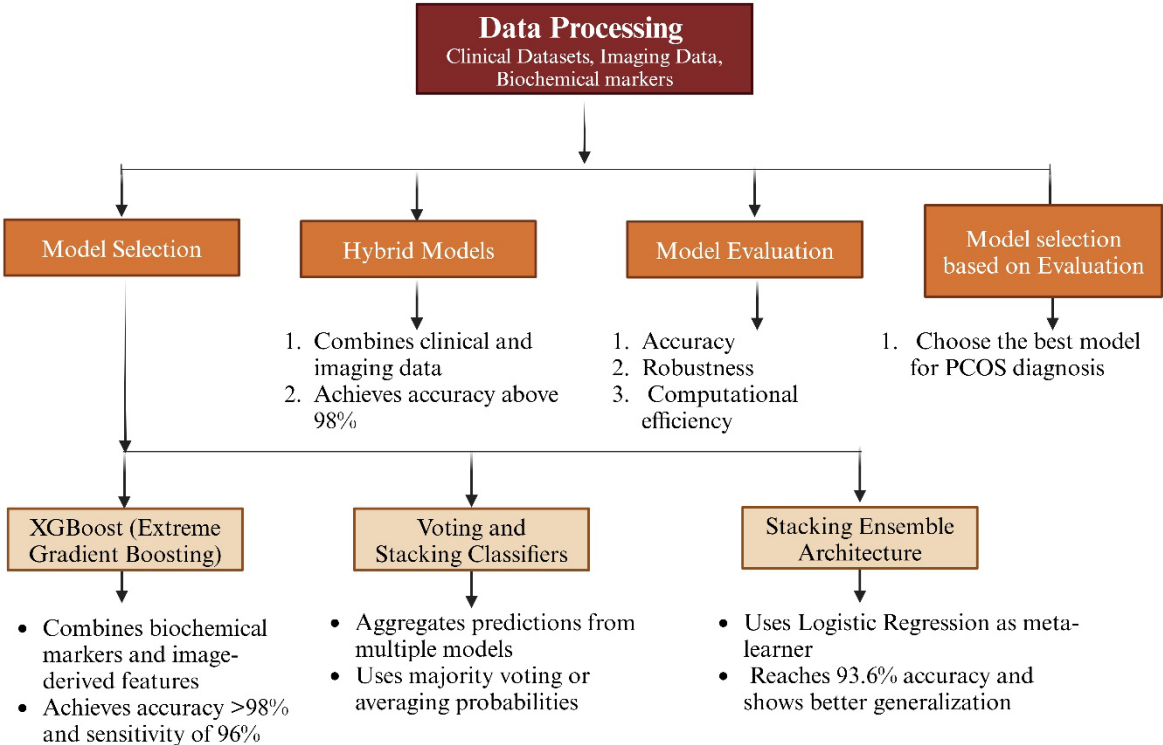 Data Processing
Clinical Datasets, Imaging Data,
Biochemical markers
Model Selection
Hybrid Models
Model Evaluation
Model selection
based on Evaluation
1. Combines clinical and
imaging data
2. Achieves accuracy above
98%
1. Accuracy
2. Robustness
3. Computational
efficiency
1. Choose the best model
for PCOS diagnosis
XGBoost (Extreme
Gradient Boosting)
Voting and
Stacking Classifiers
Stacking Ensemble
Architecture
• Combines biochemical
markers and image-
derived features
• Achieves accuracy >98%
and sensitivity of 96%
• Aggregates predictions from
multiple models
• Uses majority voting or
averaging probabilities
• Uses Logistic Regression as meta-
learner
• Reaches 93.6% accuracy and
shows better generalization